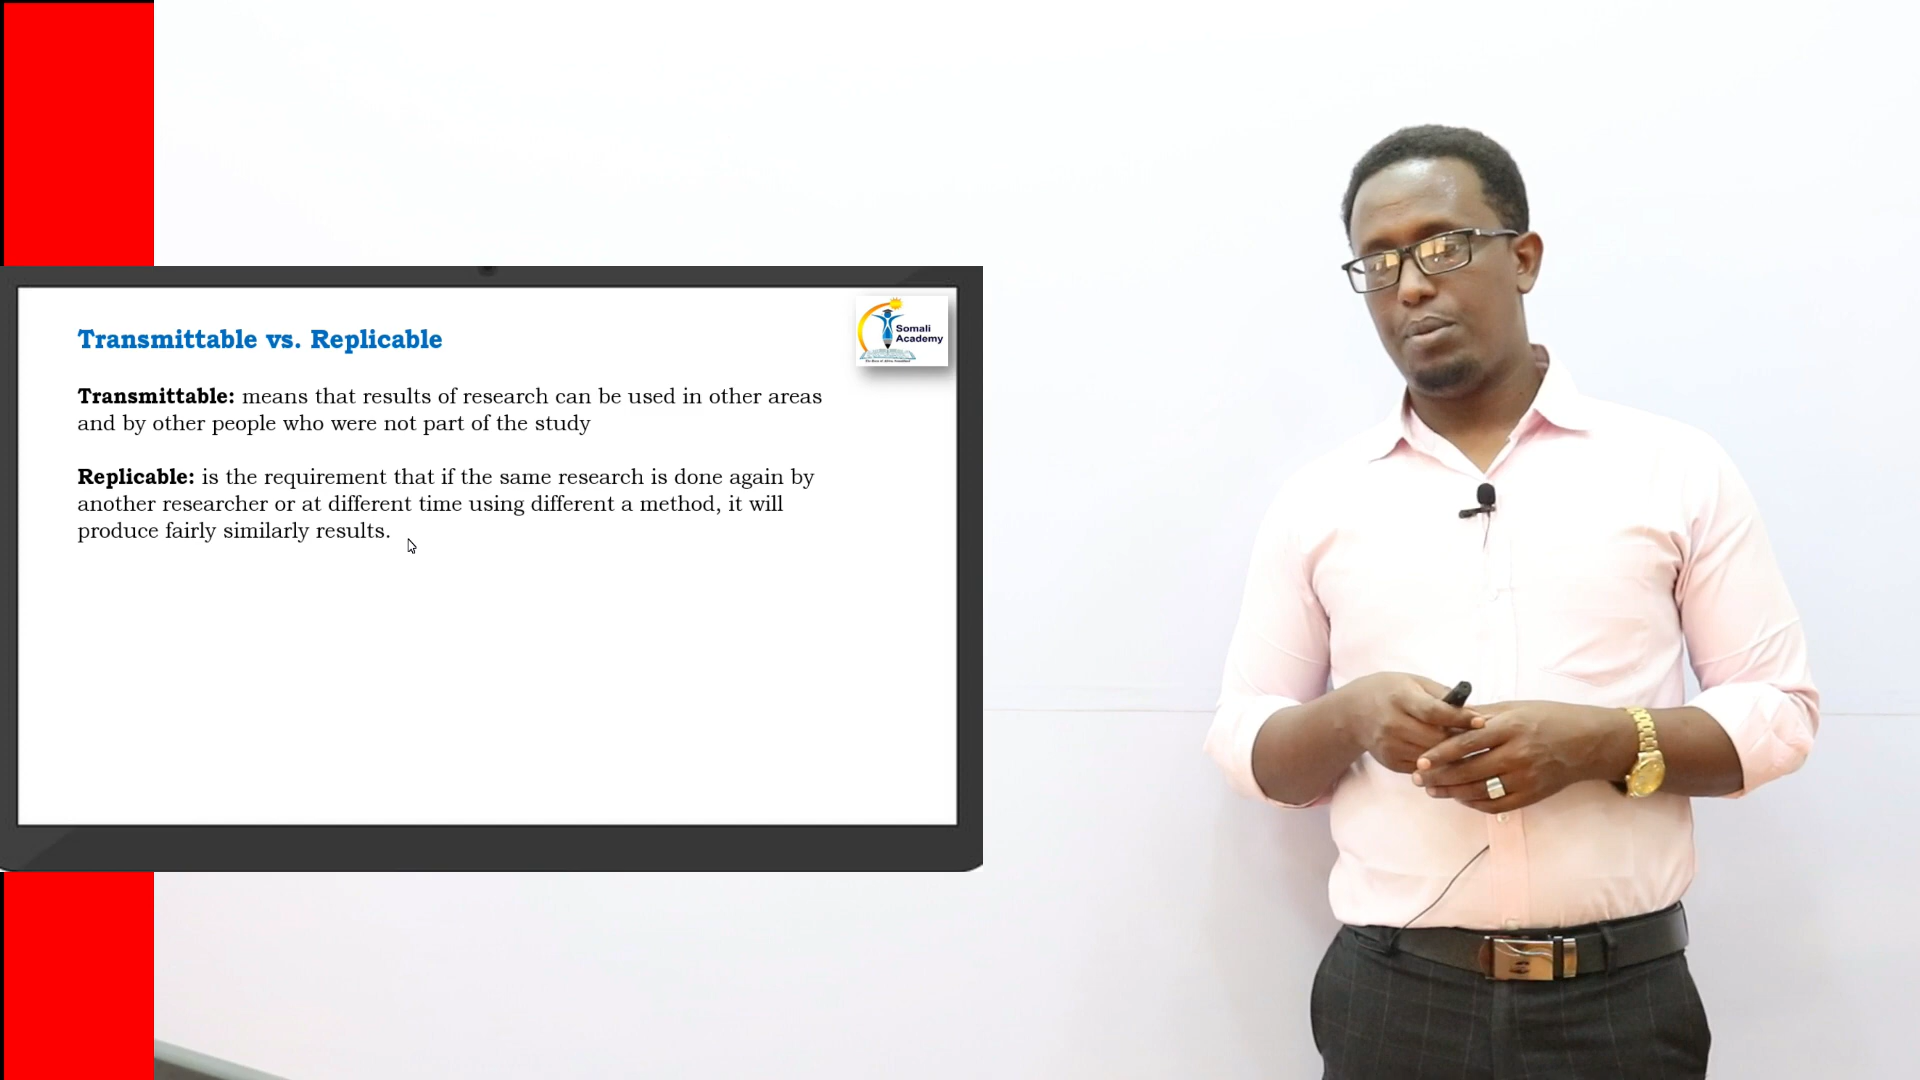 Transmittable vs. Replicable
Somali
Academy
Transmittable: means that results of research can be used in other areas
and by other people who were not part of the study
Replicable: is the requirement that if the same research is done again by
another researcher or at different time using different a method, it will
produce fairly similarly results.